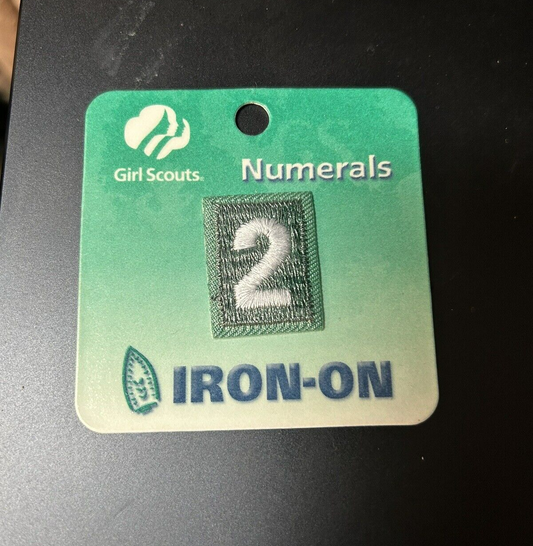 Girl Scouts.
Numerals
2
IRON-ON